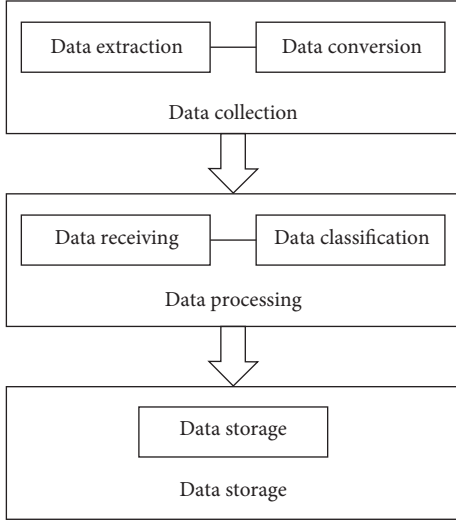 Data extraction
Data conversion
Data collection
Data receiving
Data classification
Data processing
Data storage
Data storage